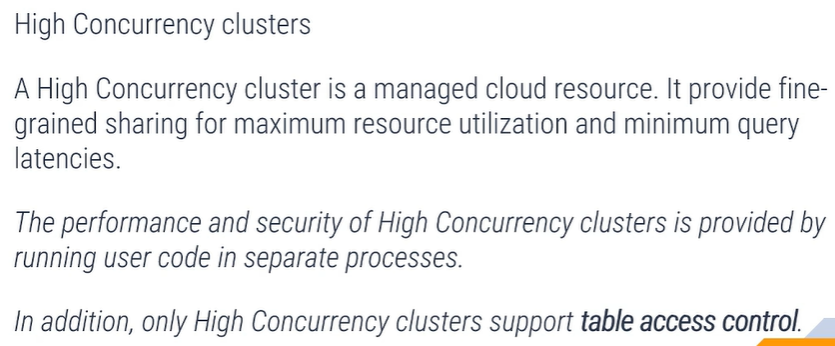 High Concurrency clusters
A High Concurrency cluster is a managed cloud resource. It provide fine-
grained sharing for maximum resource utilization and minimum query
latencies.
The performance and security of High Concurrency clusters is provided by
running user code in separate processes.
In addition, only High Concurrency clusters support table access control.